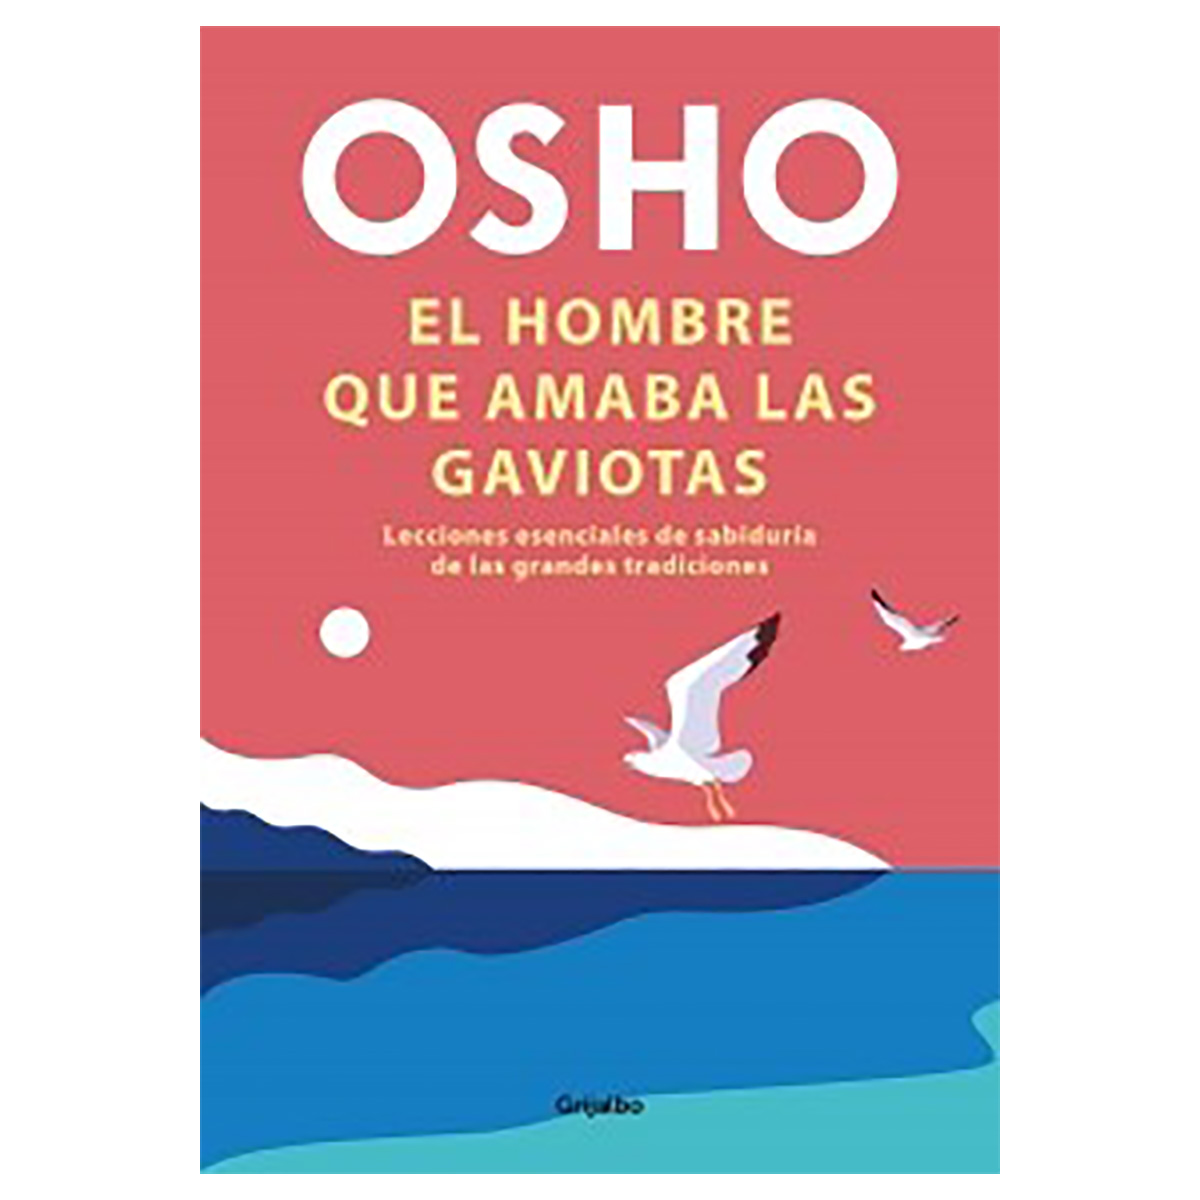 OSHO
EL HOMBRE
QUE AMABA LAS
GAVIOTAS
Lecciones esenciales de sabiduría
de las grandes tradiciones
Grijalbo